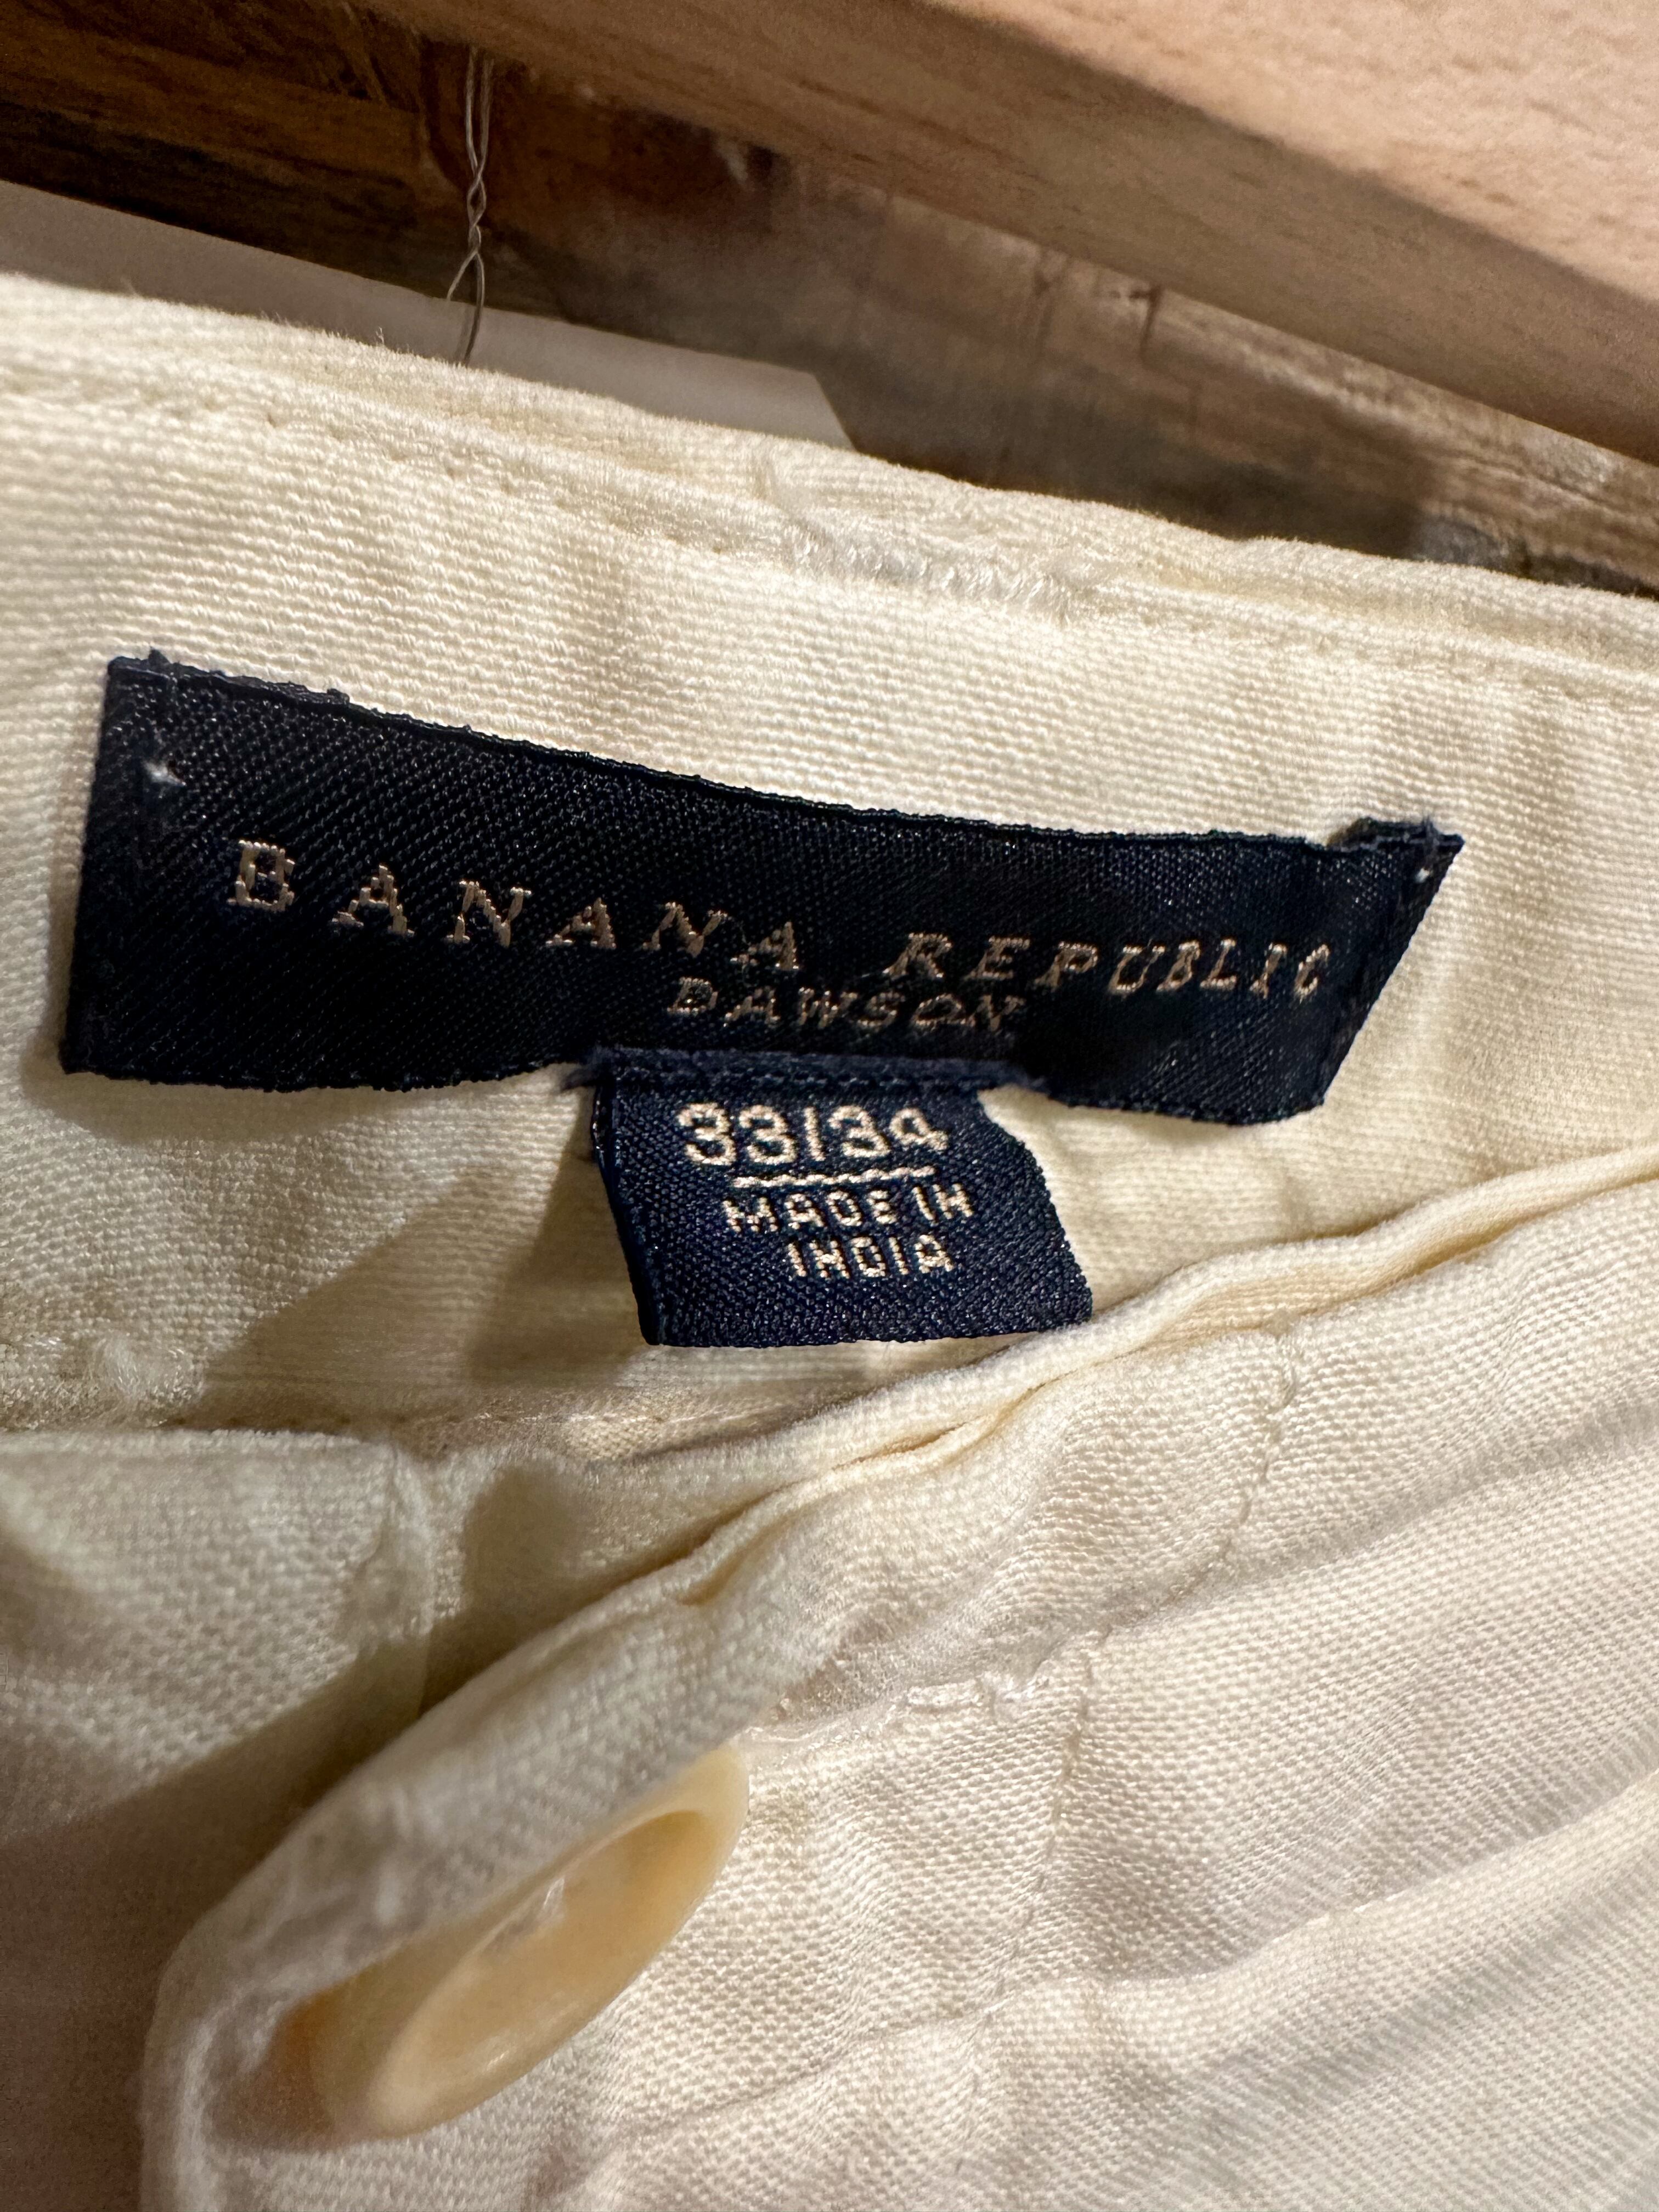 BANANA REPUBLIC
DAWSON
33/34
MADE IN
INDIA